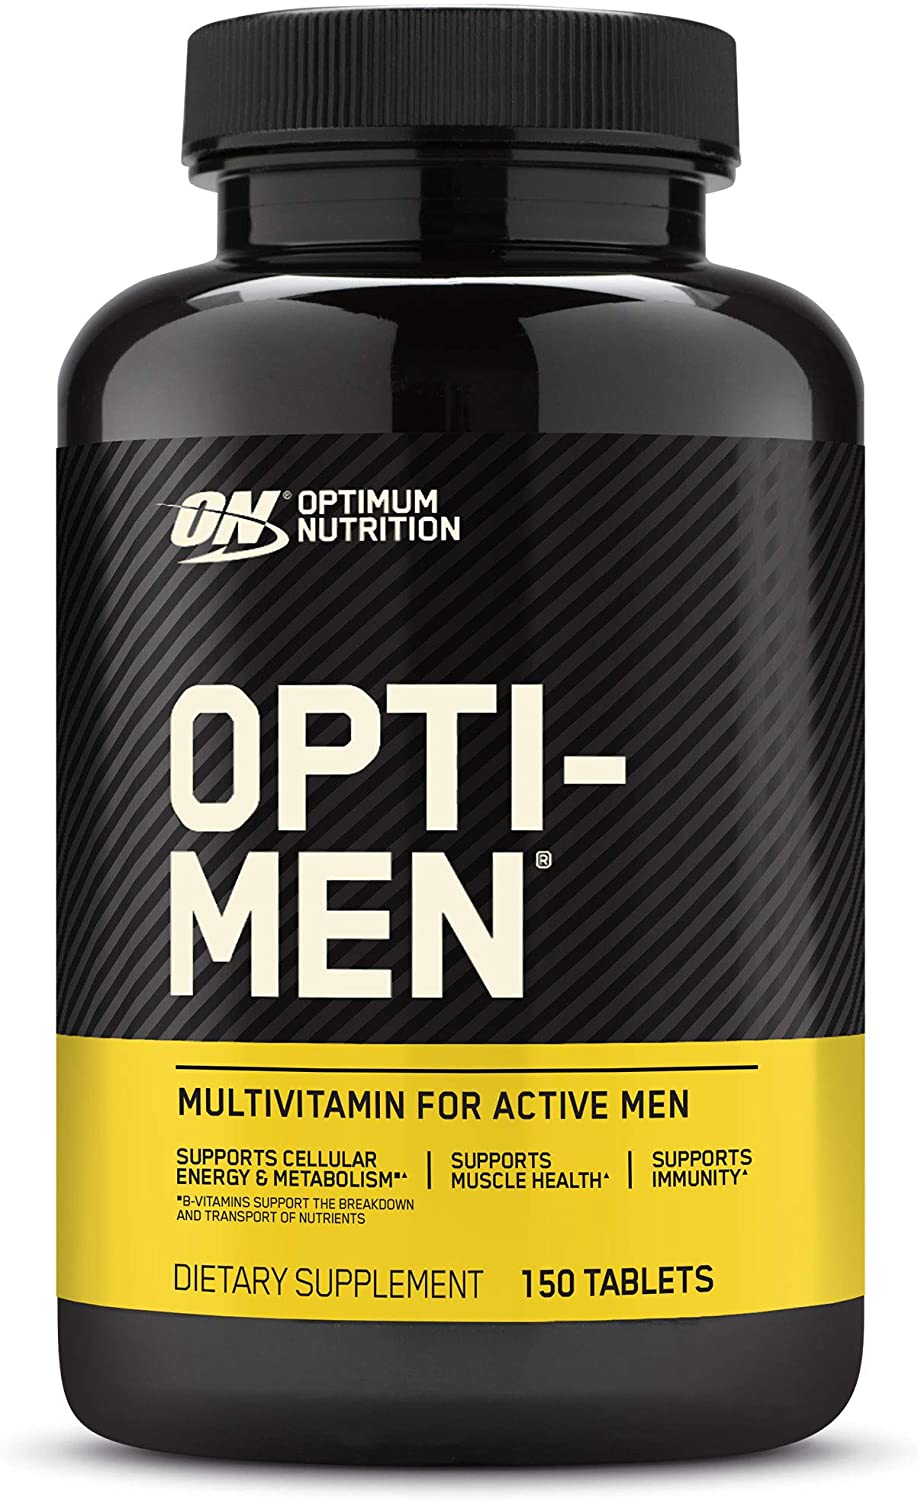 ON® OPTIMUM
NUTRITION
OPTI-
MEN®
MULTIVITAMIN FOR ACTIVE MEN
SUPPORTS CELLULAR
ENERGY & METABOLISM■▲
SUPPORTS
MUSCLE HEALTH▲
SUPPORTS
IMMUNITY▲
■B-VITAMINS SUPPORT THE BREAKDOWN
AND TRANSPORT OF NUTRIENTS
DIETARY SUPPLEMENT 150 TABLETS